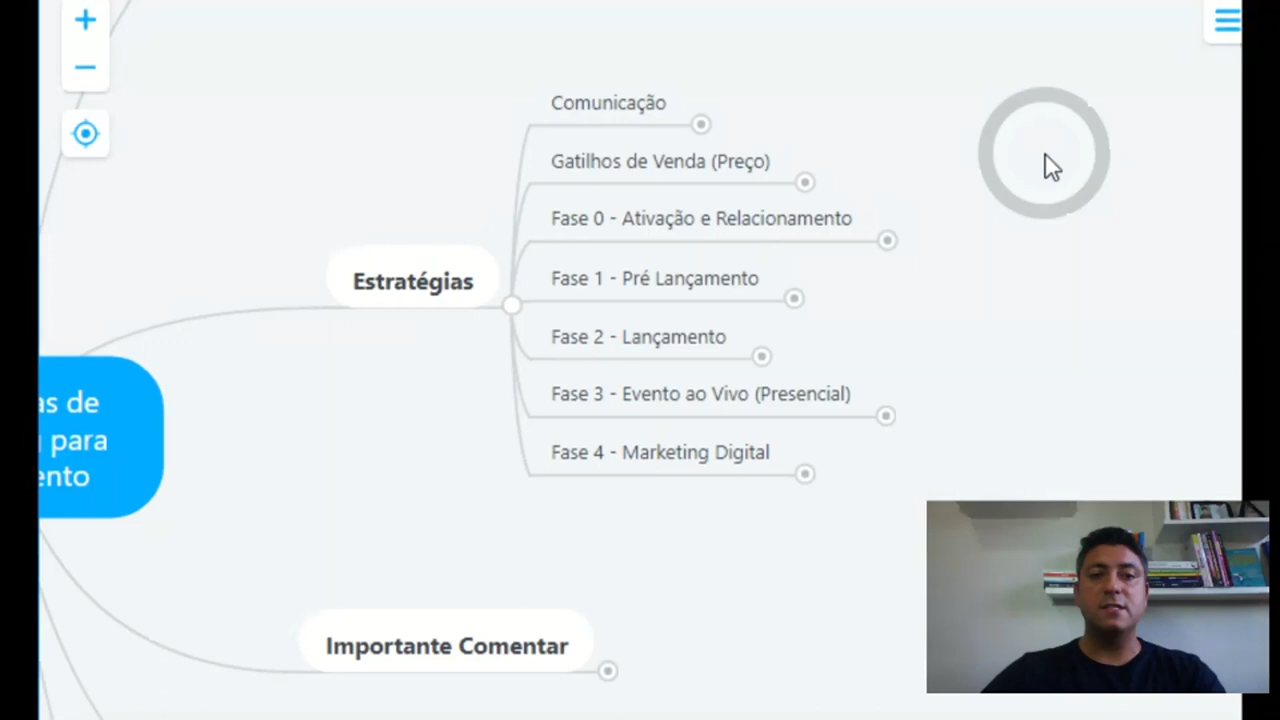 Comunicação
Gatilhos de Venda (Preço)
Fase 0 - Ativação e Relacionamento
Estratégias
Fase 1 - Pré Lançamento
Fase 2 - Lançamento
Fase 3 - Evento ao Vivo (Presencial)
as de
para
ento
Fase 4 - Marketing Digital
Importante Comentar